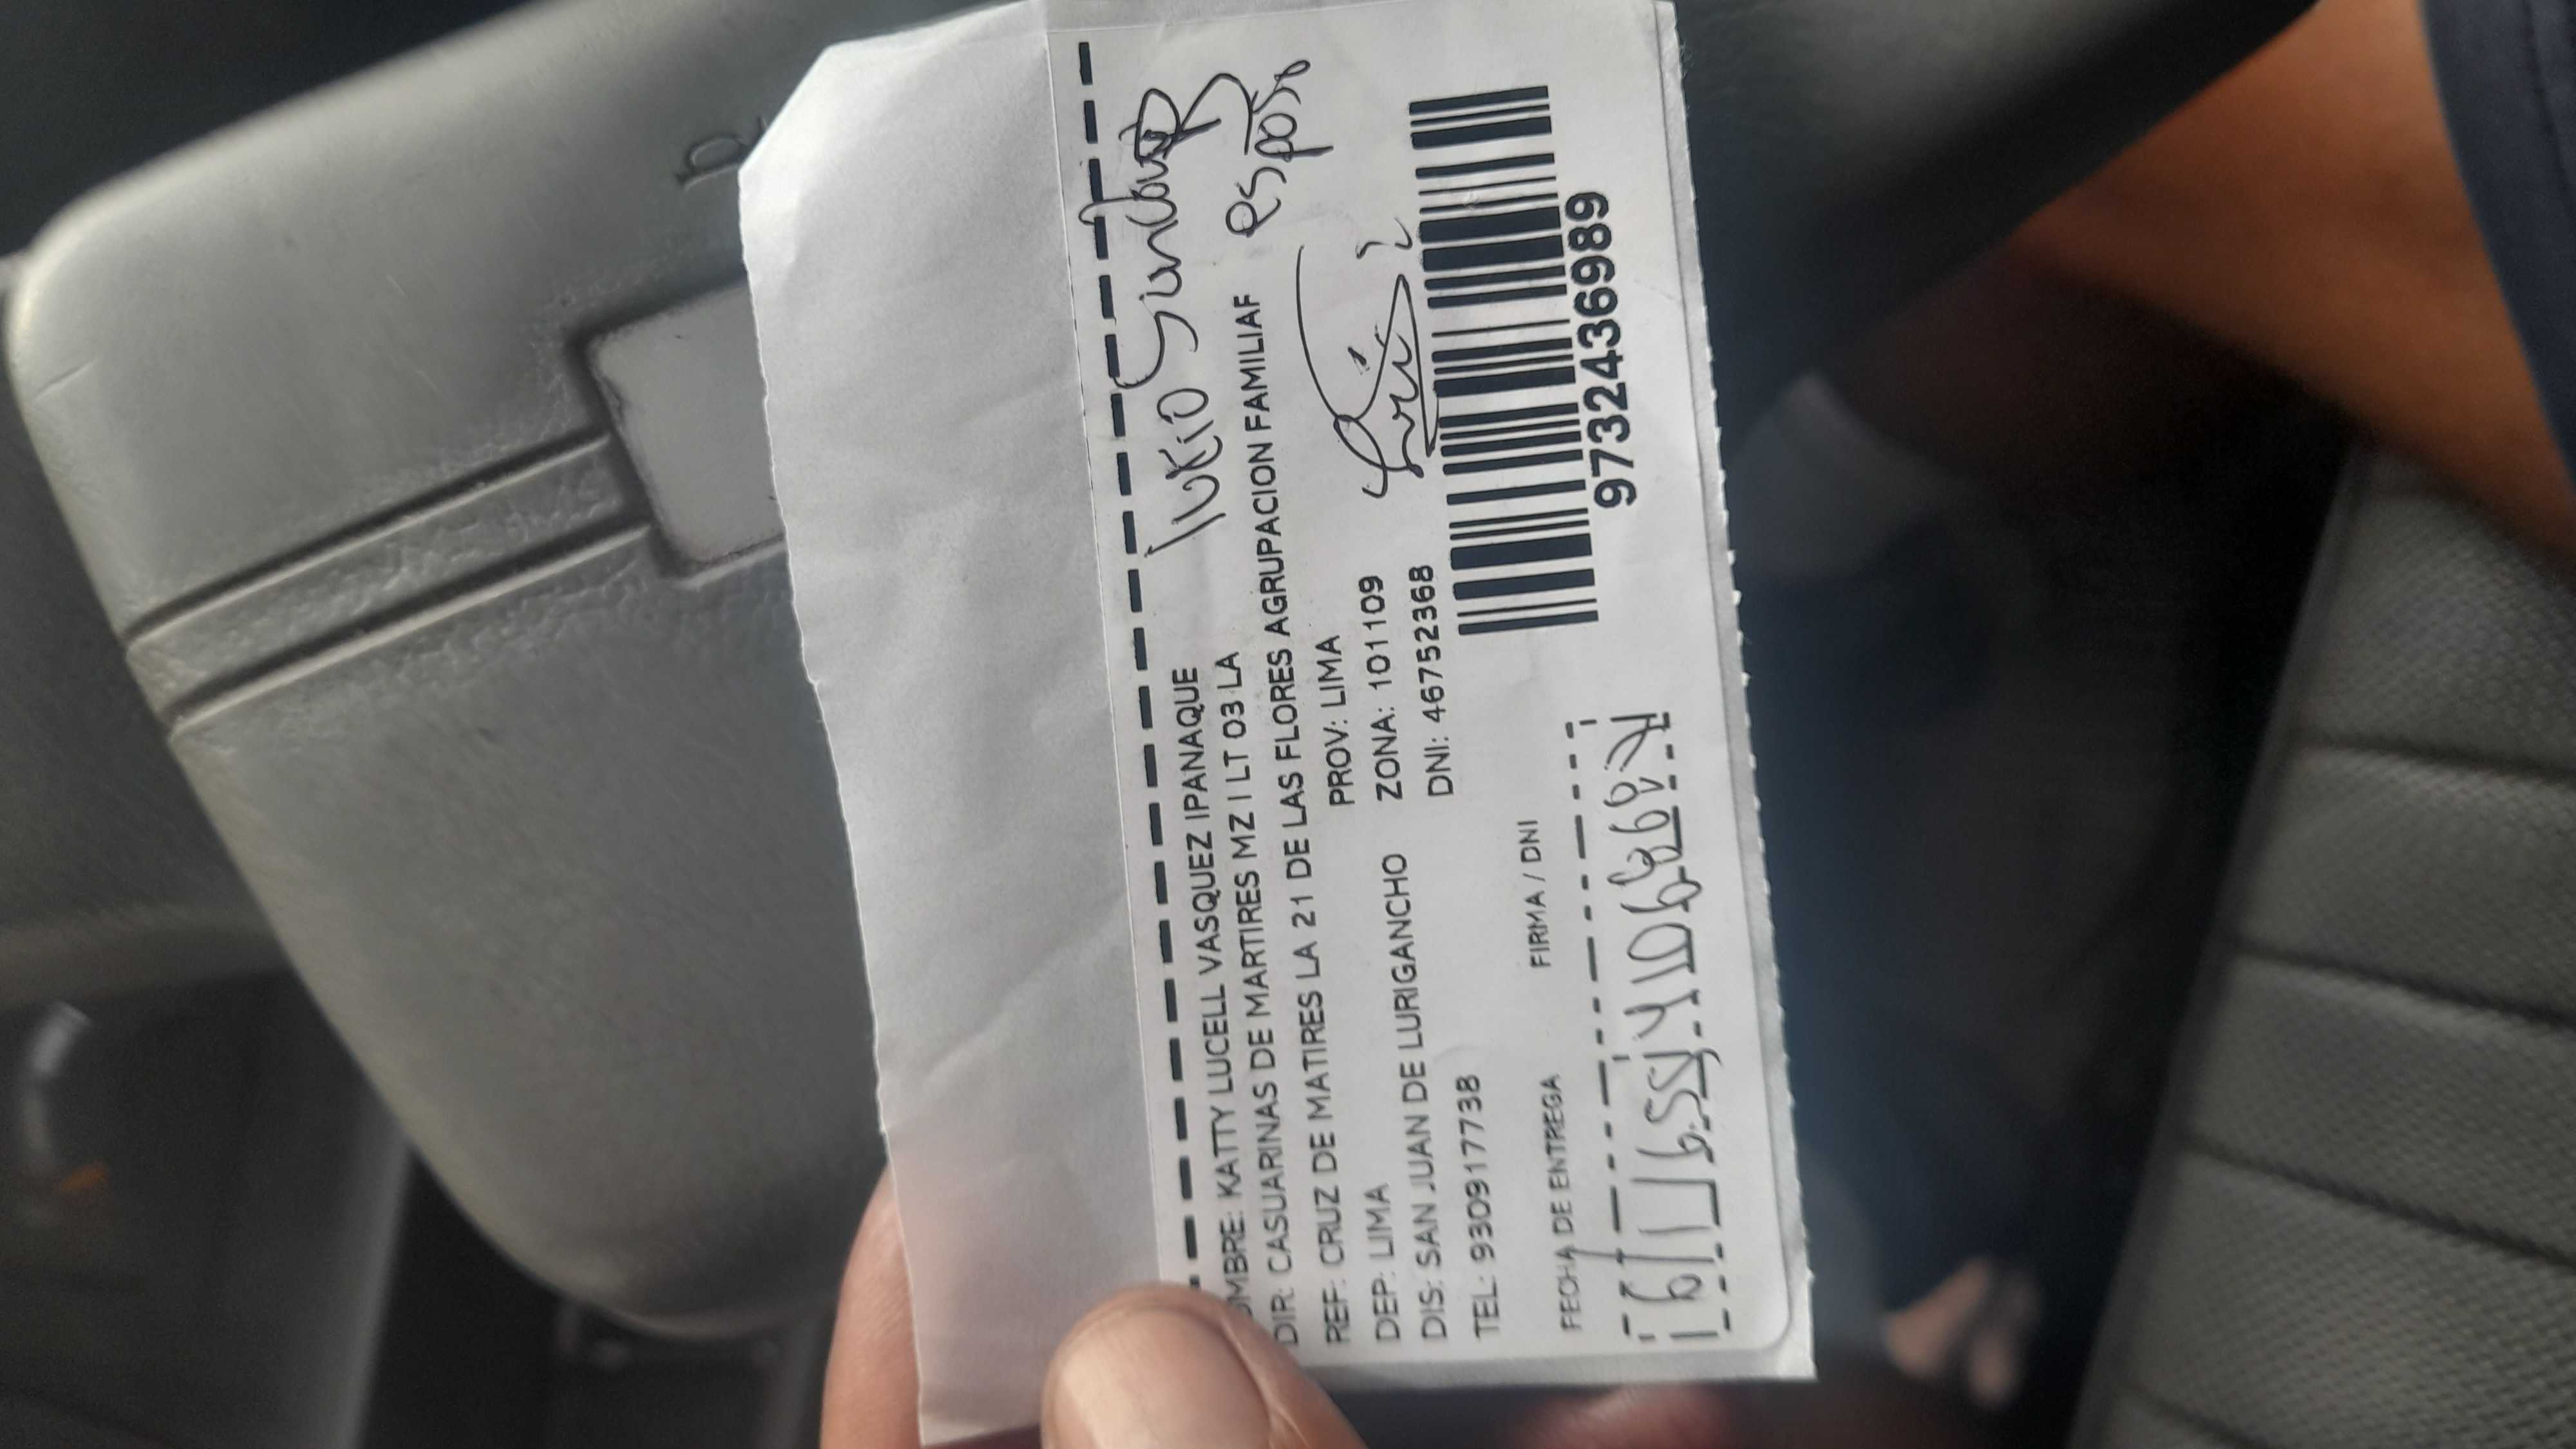 OMBRE: KATTY LUCELL VASQUEZ IPANAQUE
DIR: CASUARINAS DE MARTIRES MZ I LT 03 LA
REF: CRUZ DE MATIRES LA 21 DE LAS FLORES AGRUPACION FAMILIAF
DEP: LIMA PROV: LIMA
DIS: SAN JUAN DE LURIGANCHO ZONA: 101109
TEL: 930917738 DNI: 46752368
esposo
FECHA DE ENTREGA FIRMA / DNI
973243698​9